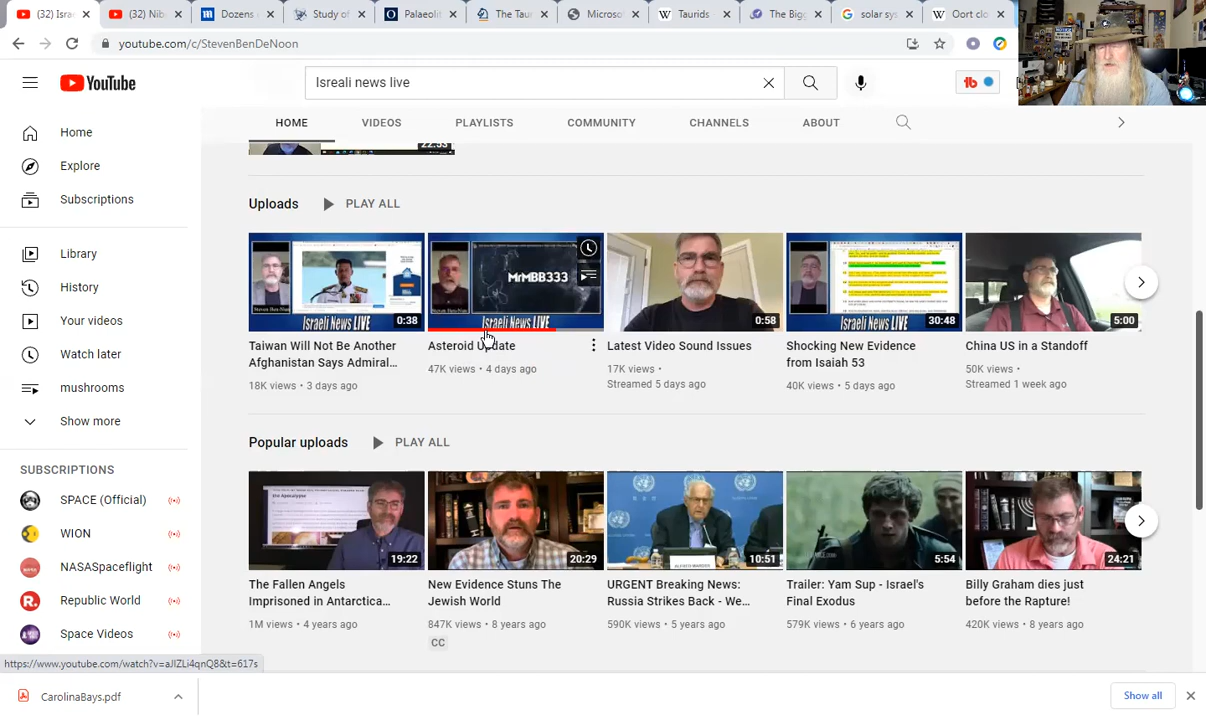 (32) Isra
(32) Nib
Dozens
Study of
Palaeolit
The Taur
Microsof
Taurids
The Bigg
solar sys
Oort clo
youtube.com/c/StevenBenDeNoon
YouTube
Isreali news live
HOME VIDEOS PLAYLISTS COMMUNITY CHANNELS ABOUT
22:53
Home
Explore
Subscriptions
Library
History
Your videos
Watch later
mushrooms
Show more
SUBSCRIPTIONS
SPACE (Official)
WION
NASASpaceflight
Republic World
Space Videos
Uploads PLAY ALL
Israeli News LIVE
0:38
Taiwan Will Not Be Another
Afghanistan Says Admiral...
18K views • 3 days ago
MrMBB333
Israeli News LIVE
Asteroid Update
47K views • 4 days ago
0:58
Latest Video Sound Issues
17K views •
Streamed 5 days ago
Israeli News LIVE
30:48
Shocking New Evidence
from Isaiah 53
40K views • 5 days ago
5:00
China US in a Standoff
50K views •
Streamed 1 week ago
Popular uploads PLAY ALL
the Apocalypse
19:22
The Fallen Angels
Imprisoned in Antarctica...
1M views • 4 years ago
20:29
New Evidence Stuns The
Jewish World
847K views • 8 years ago
CC
10:51
URGENT Breaking News:
Russia Strikes Back - We...
590K views • 5 years ago
5:54
Trailer: Yam Sup - Israel's
Final Exodus
579K views • 6 years ago
24:21
Billy Graham dies just
before the Rapture!
420K views • 8 years ago
https://www.youtube.com/watch?v=aJlZLi4qnQ8&t=617s
CarolinaBays.pdf
Show all